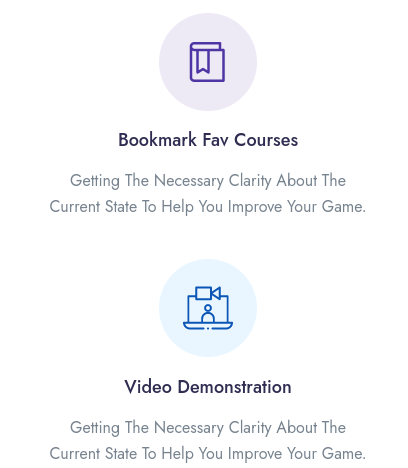 Bookmark Fav Courses
Getting The Necessary Clarity About The
Current State To Help You Improve Your Game.
Video Demonstration
Getting The Necessary Clarity About The
Current State To Help You Improve Your Game.